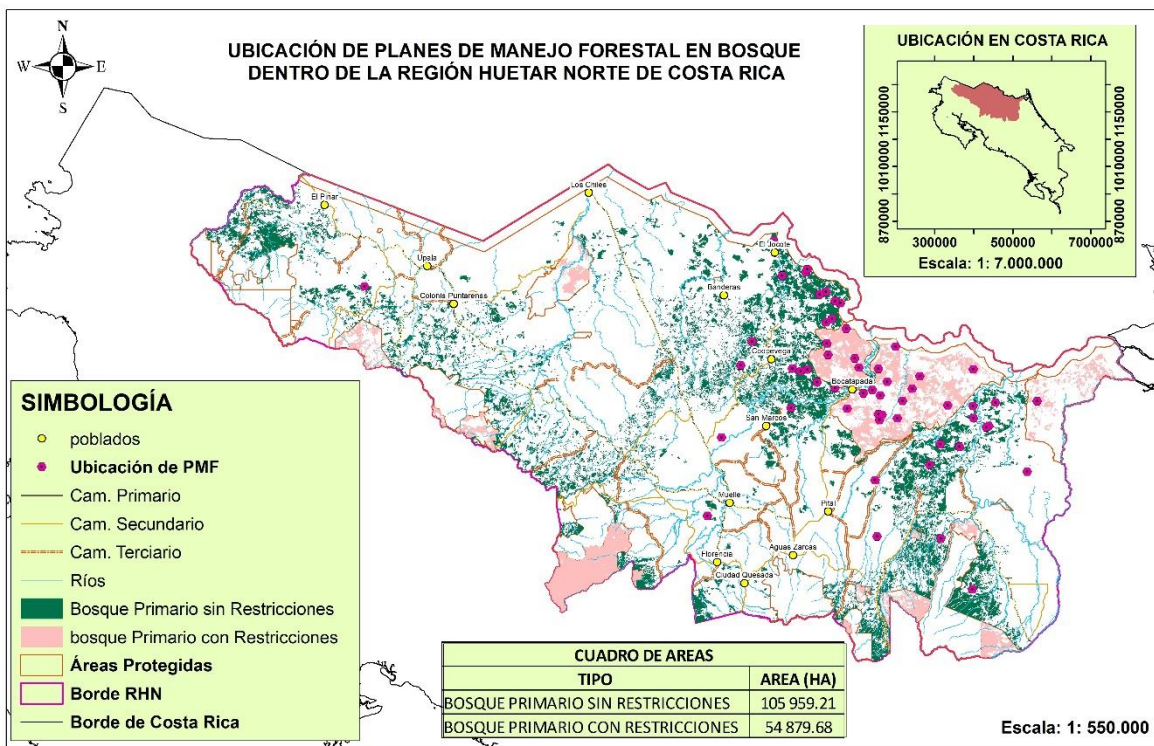 N
W E
S
UBICACIÓN DE PLANES DE MANEJO FORESTAL EN BOSQUE
DENTRO DE LA REGIÓN HUETAR NORTE DE COSTA RICA
UBICACIÓN EN COSTA RICA
1150000
1010000
870000
1150000
1010000
870000
300000 500000 700000
Escala: 1: 7.000.000
Los Chiles
El Pinar
El Jocote
Upala
Banderas
Colonia Puntarenas
Coopevega
Bocatapada
San Marcos
Muelle
Pital
Aguas Zarcas
Florencia
Ciudad Quesada
SIMBOLOGÍA
poblados
Ubicación de PMF
Cam. Primario
Cam. Secundario
Cam. Terciario
Ríos
Bosque Primario sin Restricciones
bosque Primario con Restricciones
Áreas Protegidas
Borde RHN
Borde de Costa Rica
CUADRO DE AREAS
TIPO AREA (HA)
BOSQUE PRIMARIO SIN RESTRICCIONES 105 959.21
BOSQUE PRIMARIO CON RESTRICCIONES 54 879.68
Escala: 1: 550.000